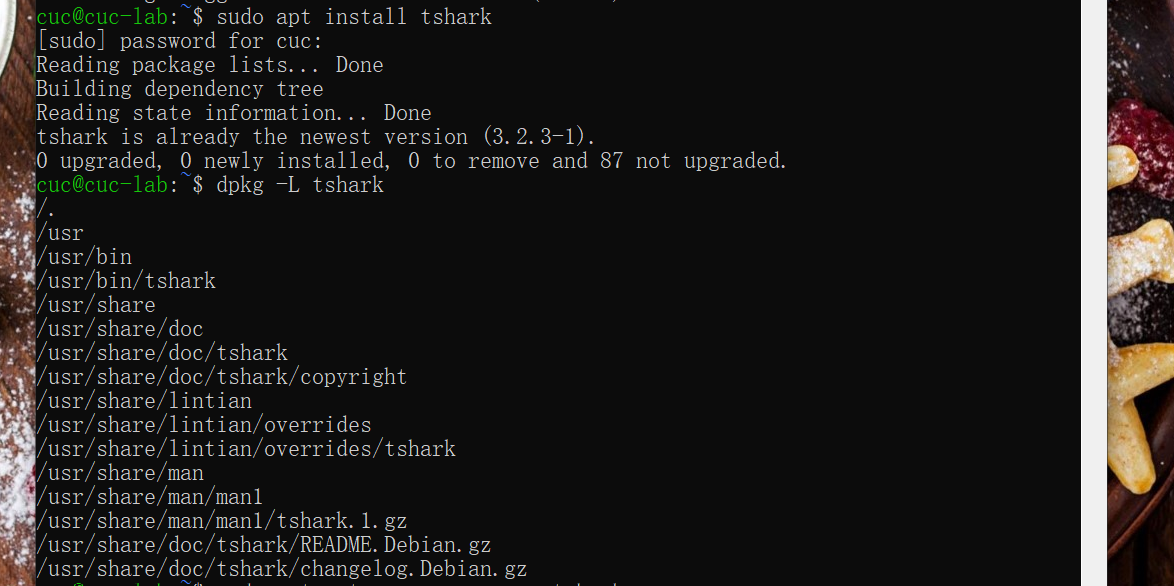 cuc@cuc-lab:~$ sudo apt install tshark
[sudo] password for cuc:
Reading package lists... Done
Building dependency tree
Reading state information... Done
tshark is already the newest version (3.2.3-1).
0 upgraded, 0 newly installed, 0 to remove and 87 not upgraded.
cuc@cuc-lab:~$ dpkg -L tshark
/.
/usr
/usr/bin
/usr/bin/tshark
/usr/share
/usr/share/doc
/usr/share/doc/tshark
/usr/share/doc/tshark/copyright
/usr/share/lintian
/usr/share/lintian/overrides
/usr/share/lintian/overrides/tshark
/usr/share/man
/usr/share/man/man1
/usr/share/man/man1/tshark.1.gz
/usr/share/doc/tshark/README.Debian.gz
/usr/share/doc/tshark/changelog.Debian.gz